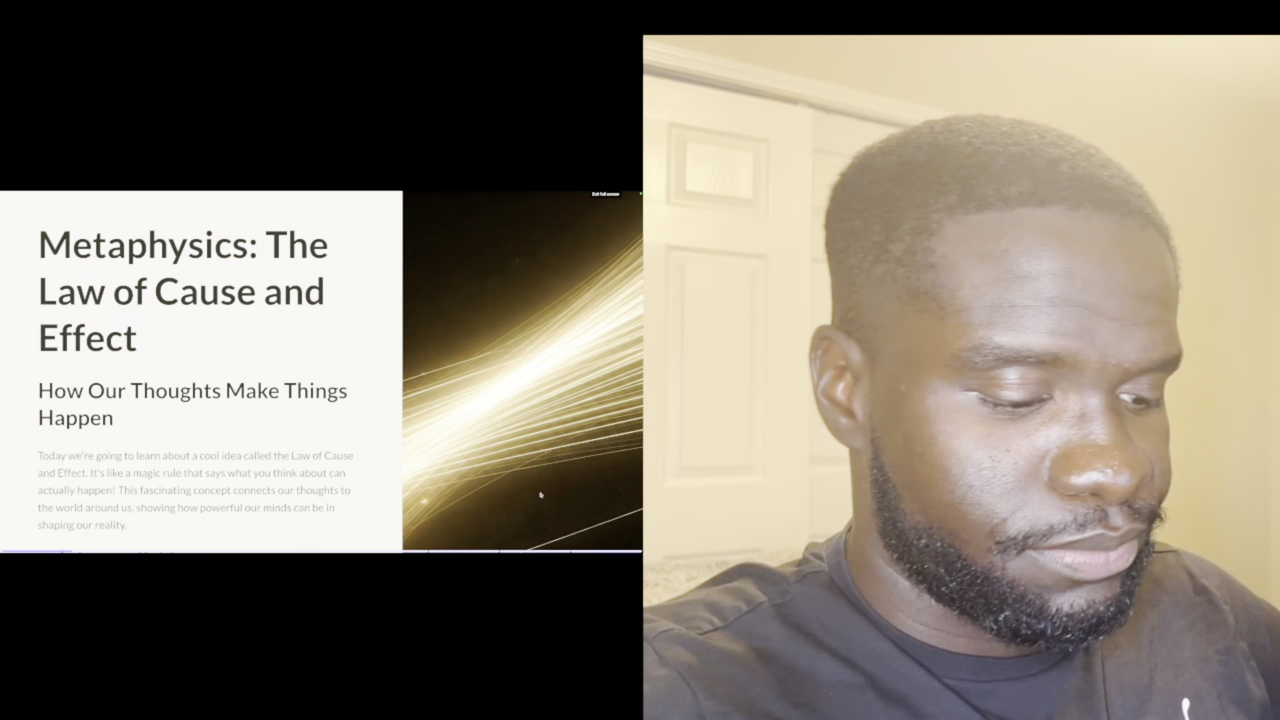 Exit full screen
Metaphysics: The
Law of Cause and
Effect
How Our Thoughts Make Things
Happen
Today we're going to learn about a cool idea called the Law of Cause
and Effect. It's like a magic rule that says what you think about can
actually happen! This fascinating concept connects our thoughts to
the world around us, showing how powerful our minds can be in
shaping our reality.